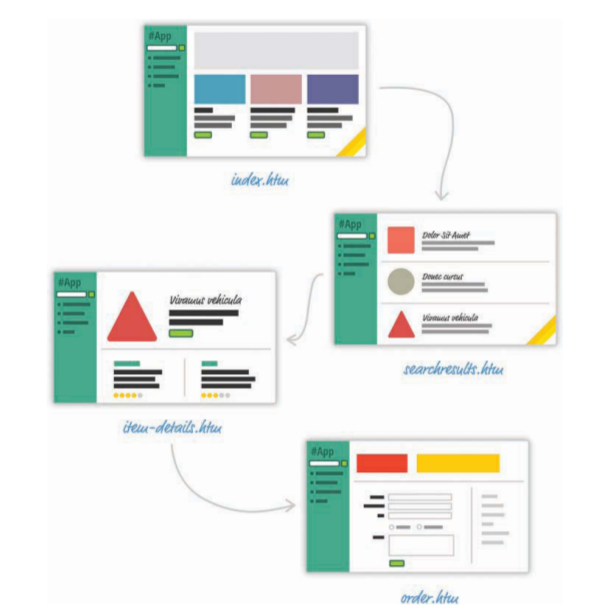 #App
index.htm
#App
Dolor Sit Amet
Donec cursus
Vivamus vehicula
searchresults.htm
#App
Vivamus vehicula
item-details.htm
#App
order.htm